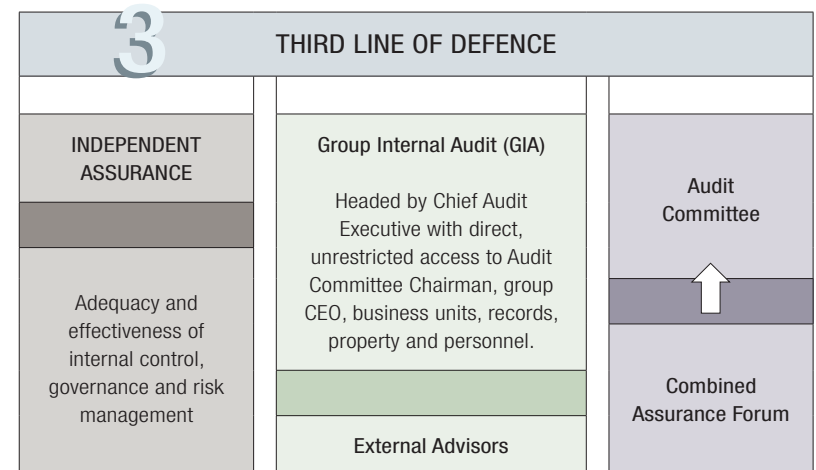 3
THIRD LINE OF DEFENCE
INDEPENDENT
ASSURANCE
Adequacy and
effectiveness of
internal control,
governance and risk
management
Group Internal Audit (GIA)
Headed by Chief Audit
Executive with direct,
unrestricted access to Audit
Committee Chairman, group
CEO, business units, records,
property and personnel.
External Advisors
Audit
Committee
Combined
Assurance Forum